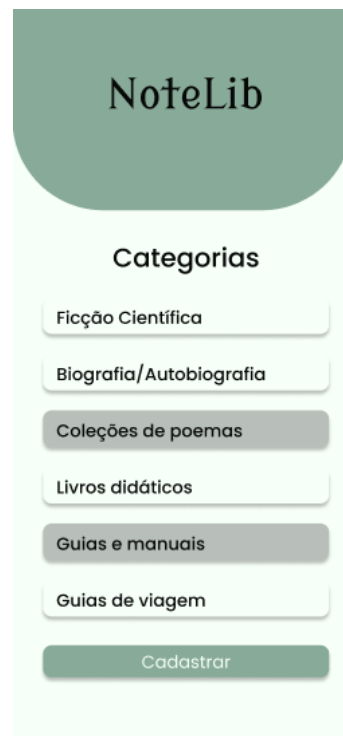 NoteLib
Categorias
Ficção Científica
Biografia/Autobiografia
Coleções de poemas
Livros didáticos
Guias e manuais
Guias de viagem
Cadastrar